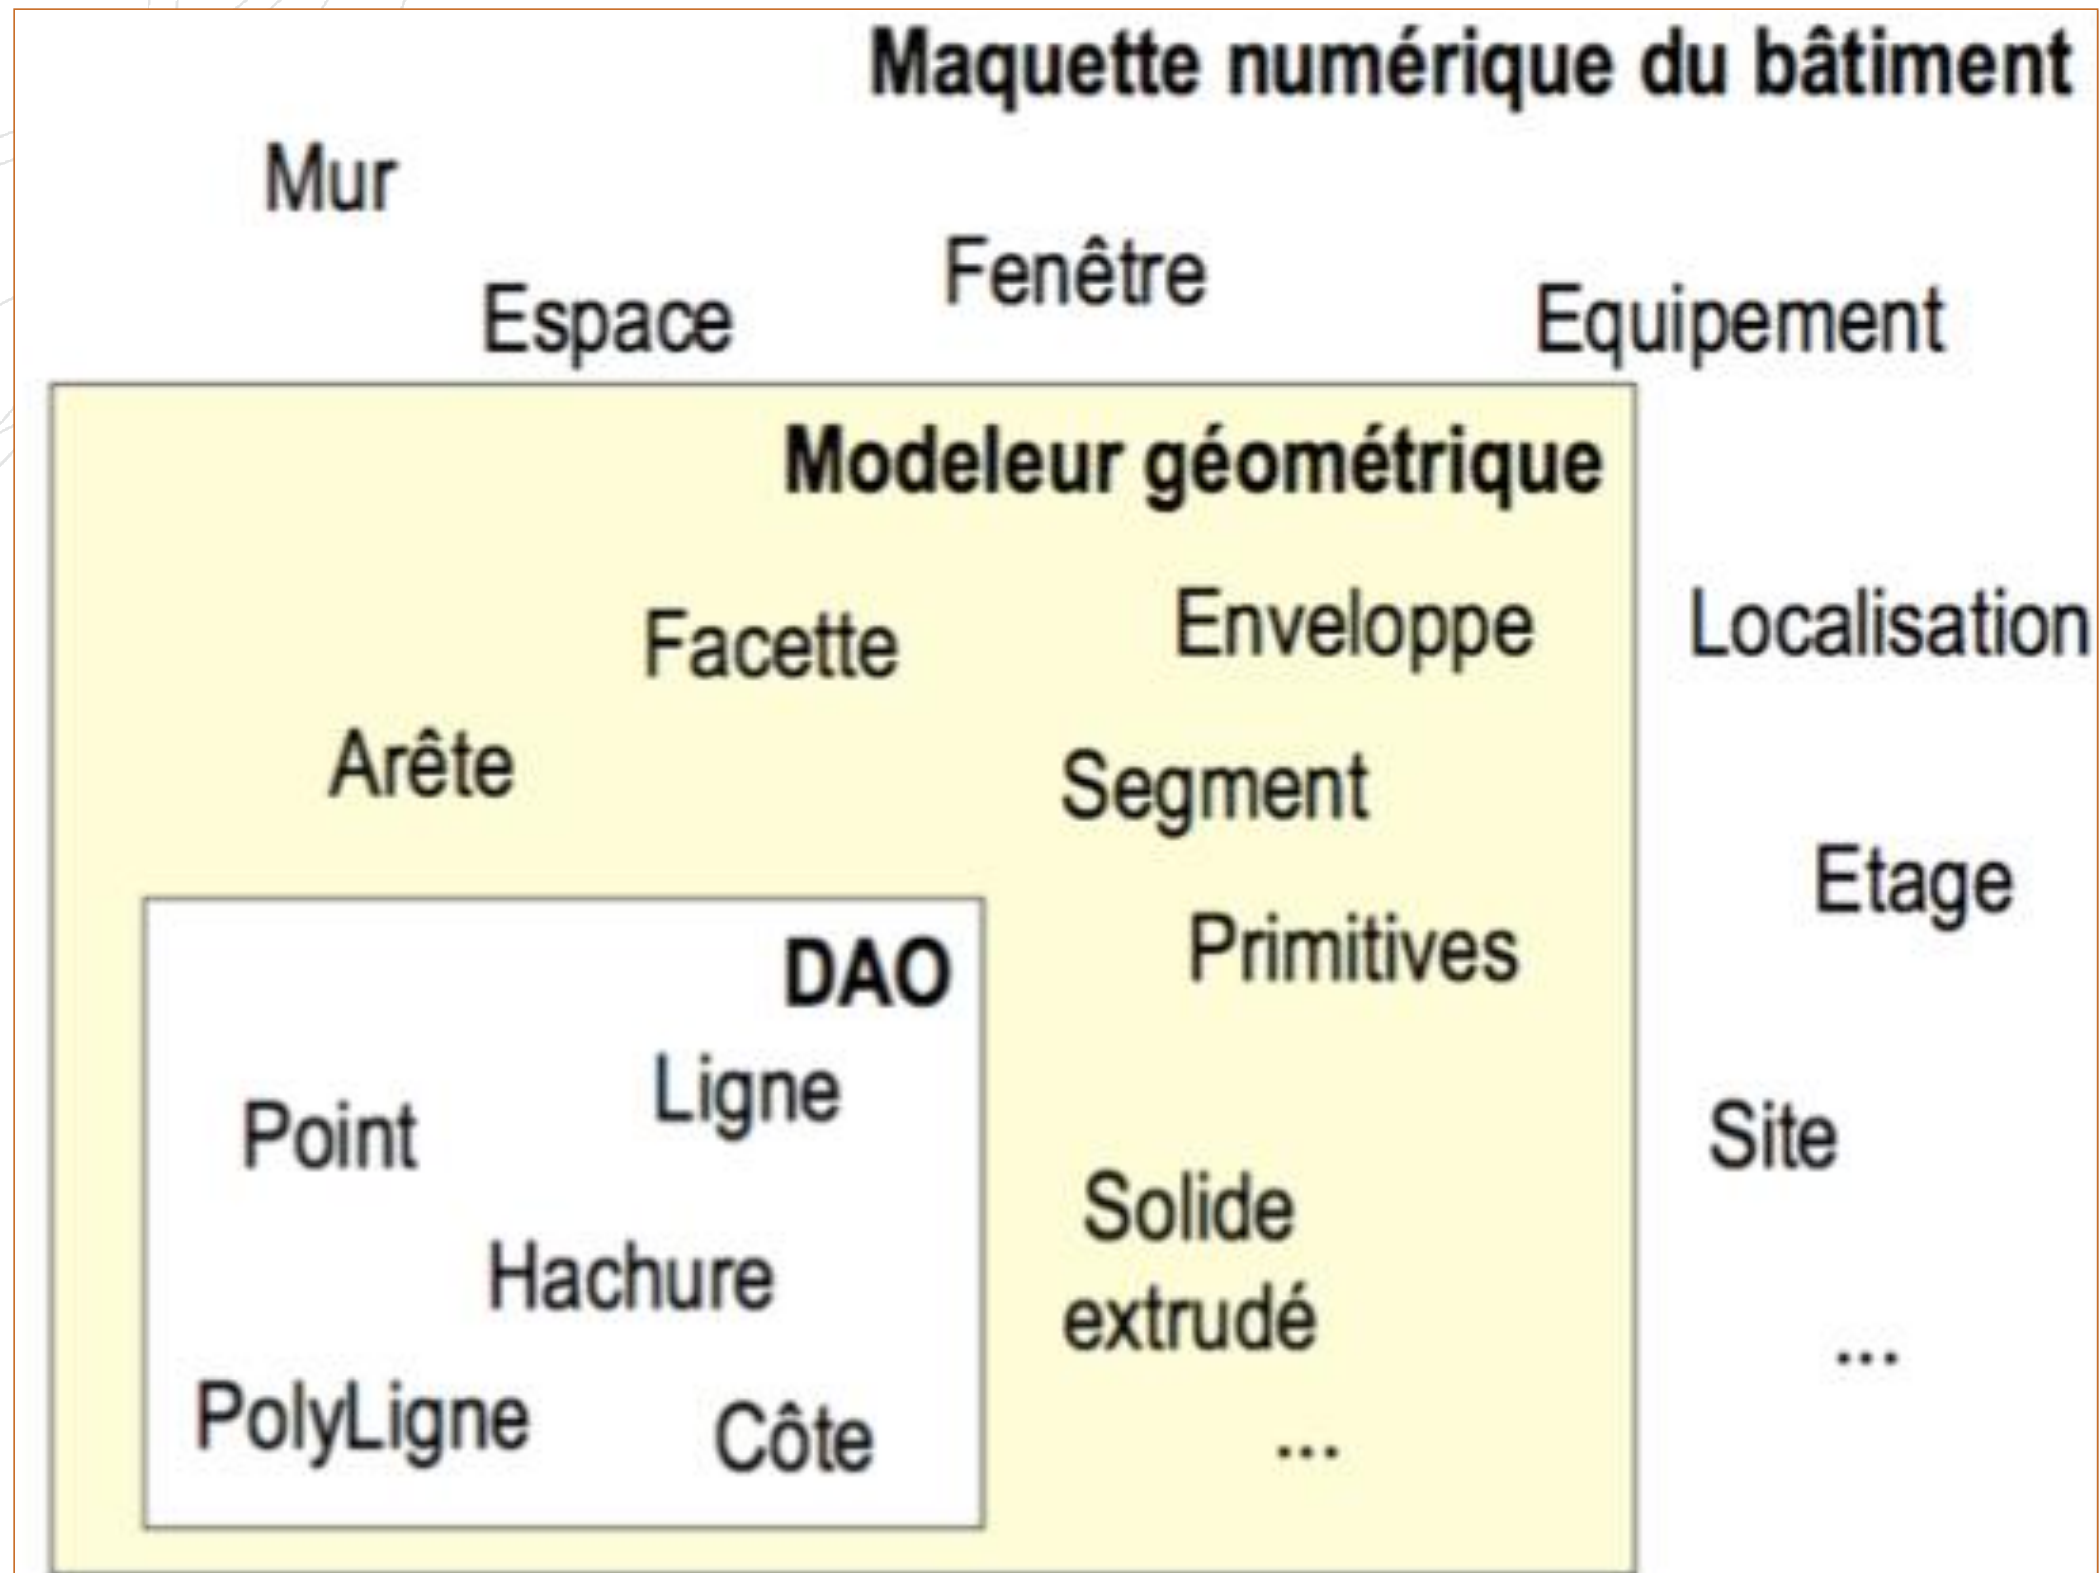 Maquette numérique du bâtiment
Mur
Fenêtre
Espace
Equipement
Modeleur géométrique
Facette
Enveloppe
Localisation
Arête
Segment
Etage
Primitives
DAO
Ligne
Point
Site
Solide
extrudé
Hachure
...
PolyLigne
Côte
...